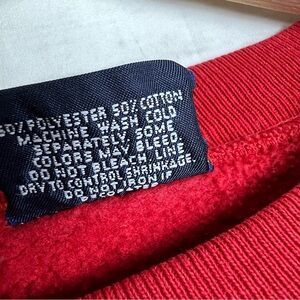 50% POLYESTER 50% COTTON
MACHINE WASH COLD
SEPARATELY SOME
COLORS MAY BLEED.
DO NOT BLEACH. LINE
DRY TO CONTROL SHRINKAGE.
DO NOT IRON IF